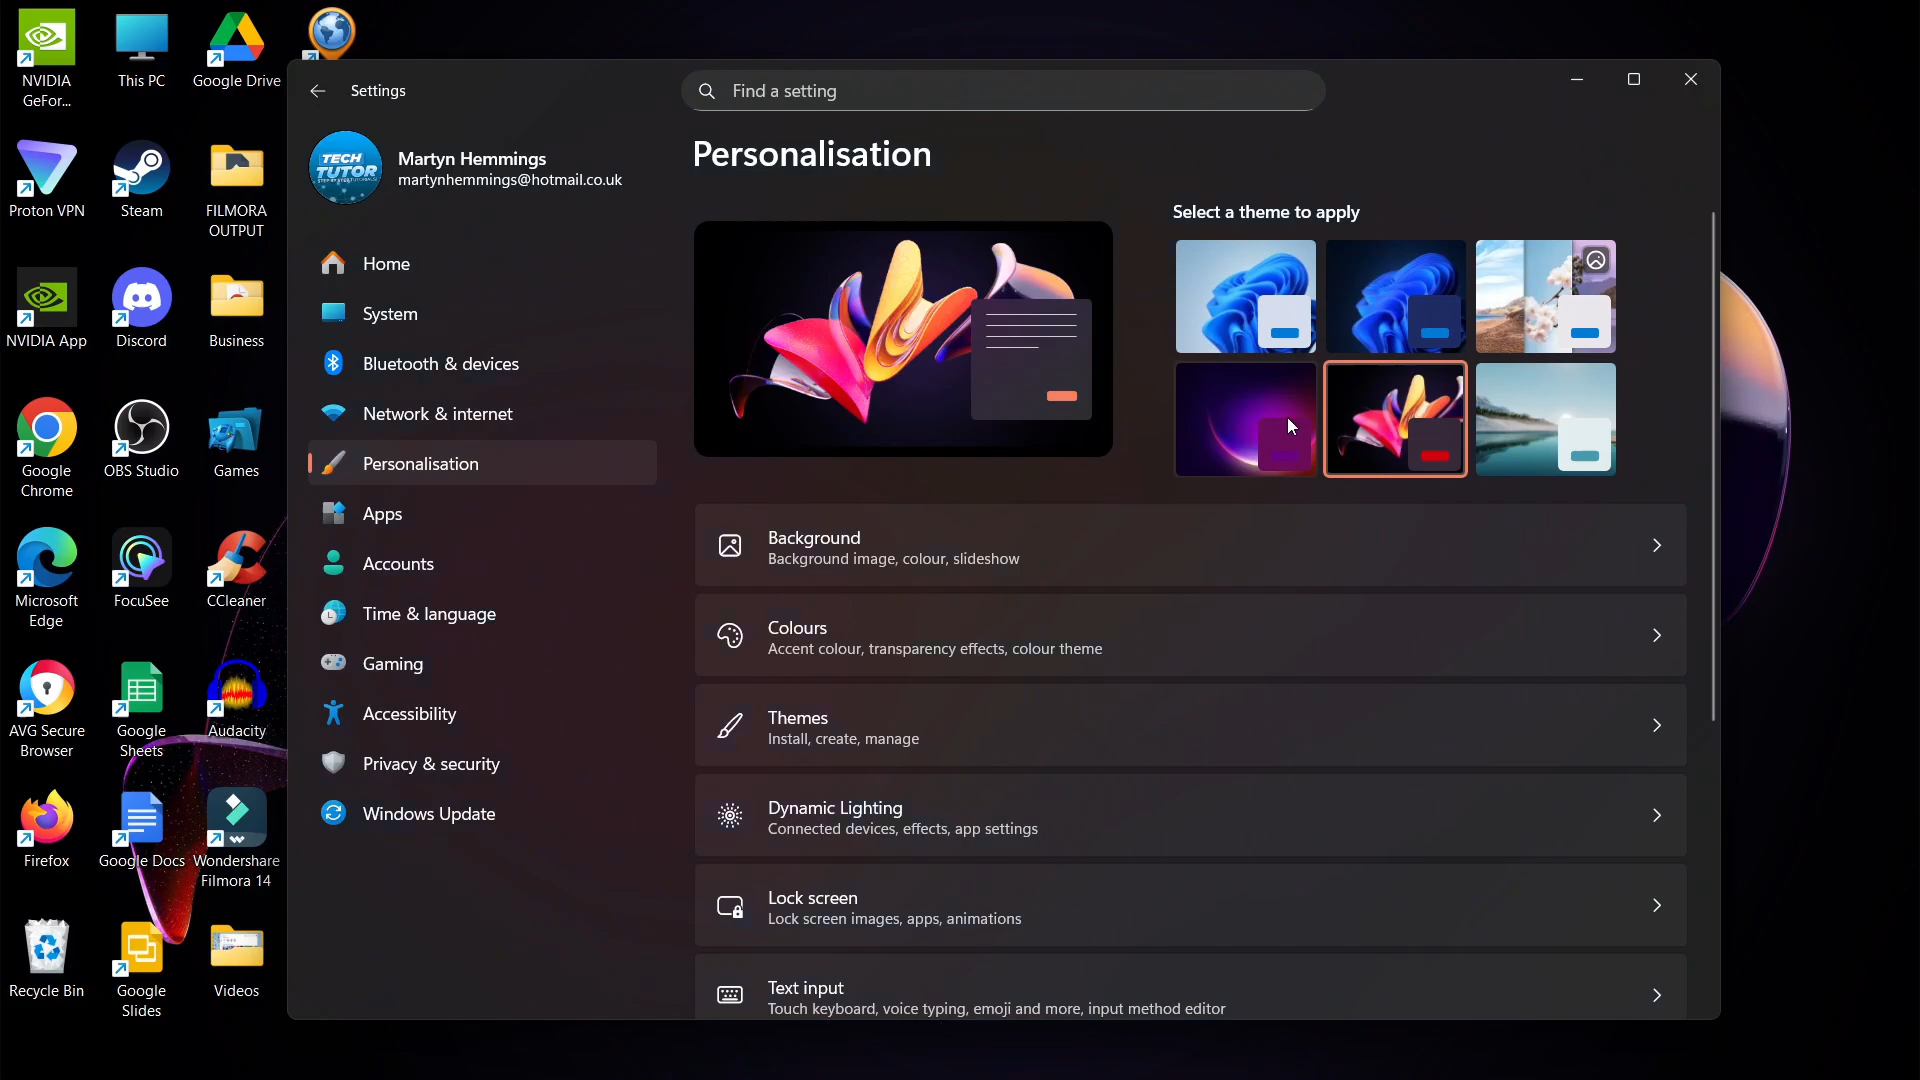 NVIDIA
GeFor...
This PC
Google Drive
Proton VPN
Steam
FILMORA
OUTPUT
NVIDIA App
Discord
Business
Google
Chrome
OBS Studio
Games
Microsoft
Edge
FocuSee
CCleaner
AVG Secure
Browser
Google
Sheets
Audacity
Firefox
Google Docs
Wondershare
Filmora 14
Recycle Bin
Google
Slides
Videos
Settings
Find a setting
TECH
TUTOR
Martyn Hemmings
martynhemmings@hotmail.co.uk
Home
System
Bluetooth & devices
Network & internet
Personalisation
Apps
Accounts
Time & language
Gaming
Accessibility
Privacy & security
Windows Update
Personalisation
Select a theme to apply
Background
Background image, colour, slideshow
Colours
Accent colour, transparency effects, colour theme
Themes
Install, create, manage
Dynamic Lighting
Connected devices, effects, app settings
Lock screen
Lock screen images, apps, animations
Text input
Touch keyboard, voice typing, emoji and more, input method editor